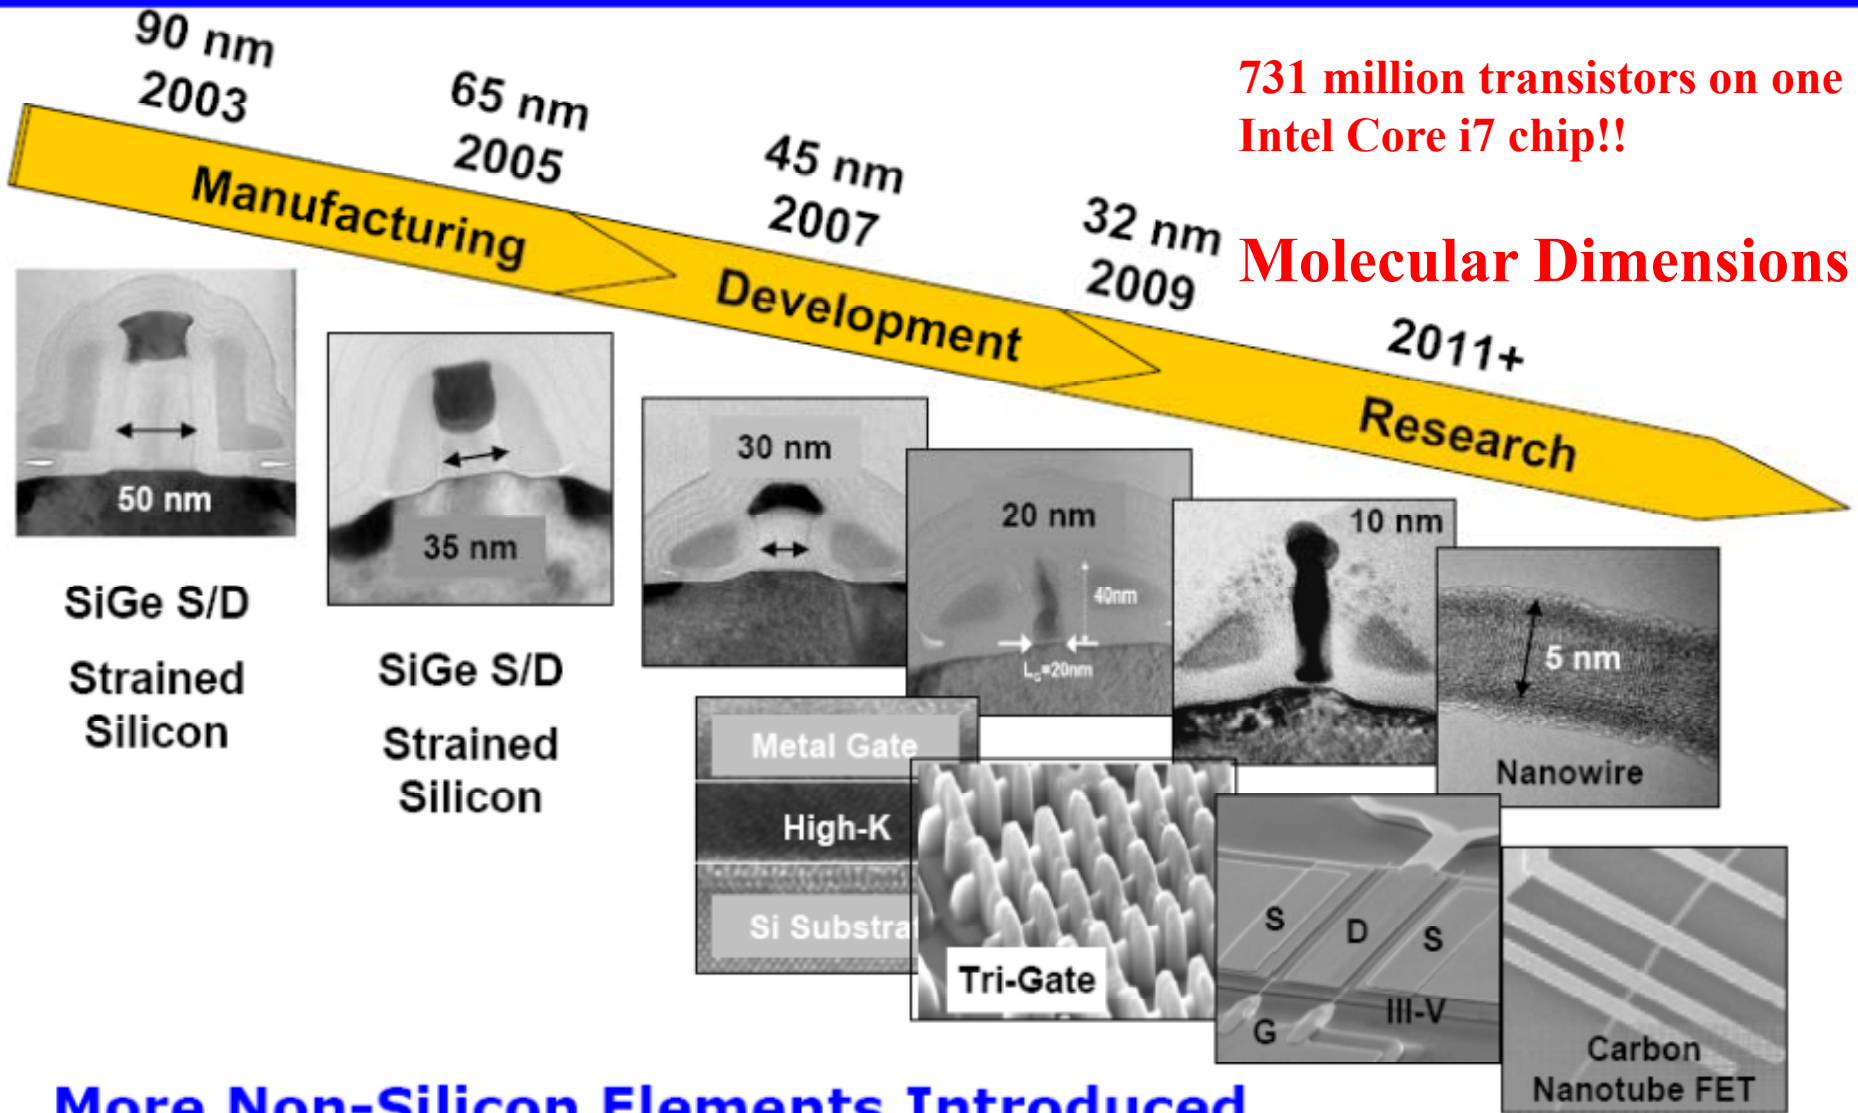 90 nm
2003
65 nm
2005
45 nm
2007
32 nm
2009
2011+
731 million transistors on one
Intel Core i7 chip!!
Molecular Dimensions
Manufacturing
Development
Research
50 nm
SiGe S/D
Strained
Silicon
35 nm
SiGe S/D
Strained
Silicon
30 nm
20 nm
40nm
LG=20nm
10 nm
5 nm
Nanowire
Metal Gate
High-K
Si Substrat
Tri-Gate
S
D
S
G
III-V
Carbon
Nanotube FET
More Non-Silicon Elements Introduced